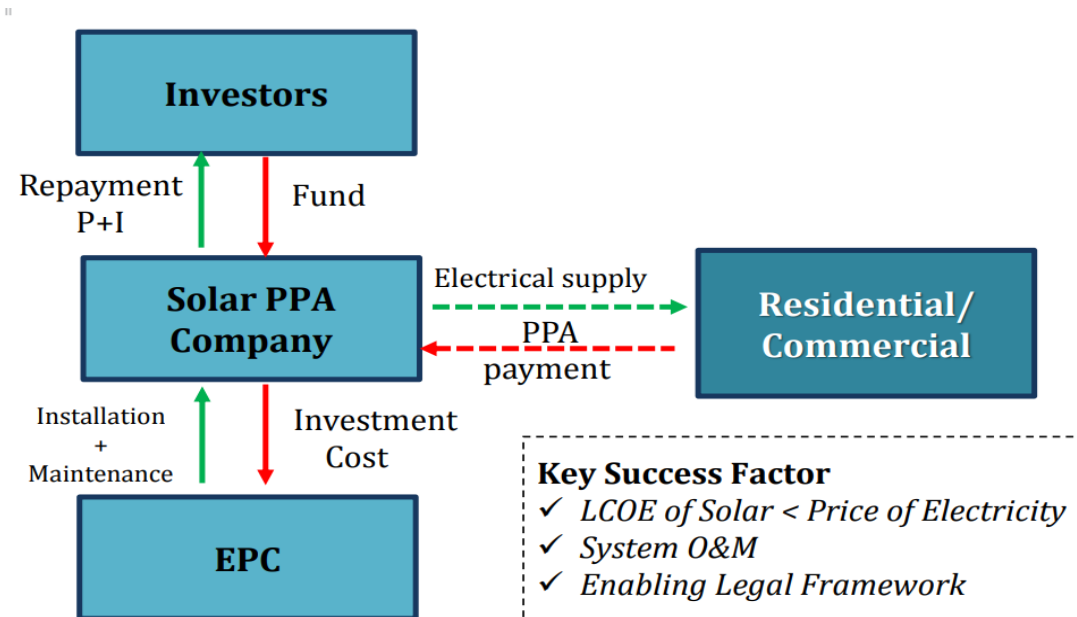 Investors
Repayment
P+I
Fund
Solar PPA
Company
Electrical supply
PPA
payment
Residential/
Commercial
Installation
+
Maintenance
Investment
Cost
EPC
Key Success Factor
✓ LCOE of Solar < Price of Electricity
✓ System O&M
✓ Enabling Legal Framework